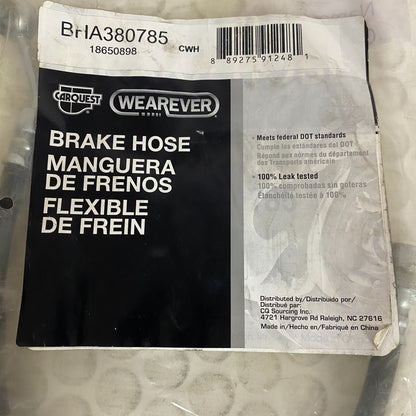 BHA380785
18650898
CWH
8 89275 91248 1
CARQUEST
WEAREVER
BRAKE HOSE
MANGUERA
DE FRENOS
FLEXIBLE
DE FREIN
• Meets federal DOT standards
Cumple los estándares del DOT
Répond aux normes du département
des Transports américain
• 100% Leak tested
100% comprobadas sin goteras
Étanchéité testée à 100%
Distributed by/Distribuido por/
Distribué par:
CQ Sourcing Inc.
4721 Hargrove Rd Raleigh, NC 27616
Made in/Hecho en/Fabriqué en China